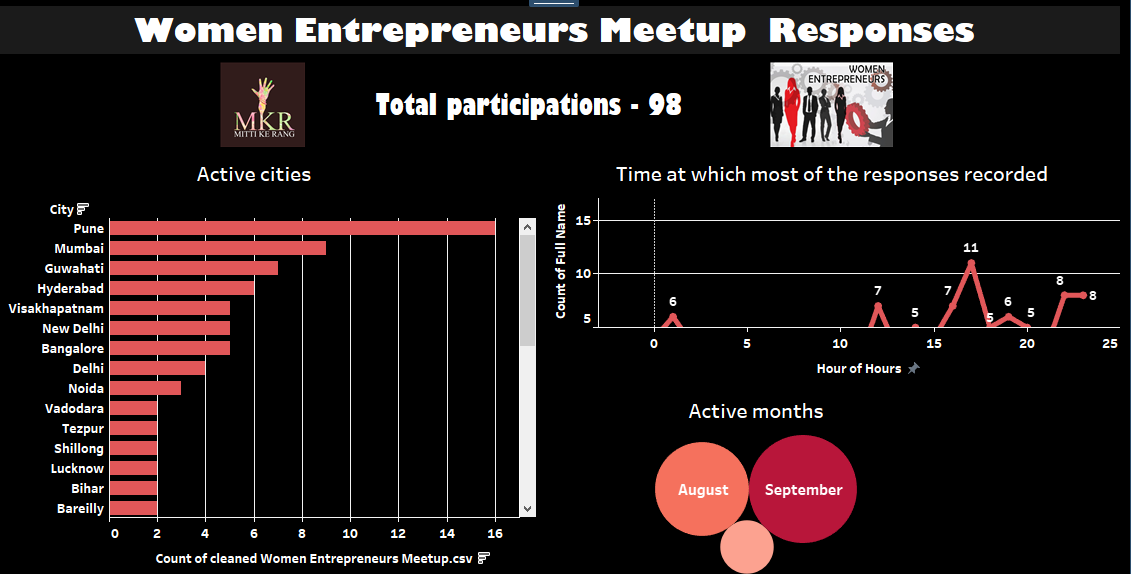 Women Entrepreneurs Meetup Responses
MKR
MITTI KE RANG
Total participations - 98
WOMEN
ENTREPRENEURS
Active cities
City
Pune
Mumbai
Guwahati
Hyderabad
Visakhapatnam
New Delhi
Bangalore
Delhi
Noida
Vadodara
Tezpur
Shillong
Lucknow
Bihar
Bareilly
0 2 4 6 8 10 12 14 16
Count of cleaned Women Entrepreneurs Meetup.csv
Time at which most of the responses recorded
Count of Full Name
15
10
5
6 7 5 7 11 5 6 5 8 8
0 5 10 15 20 25
Hour of Hours
Active months
August
September